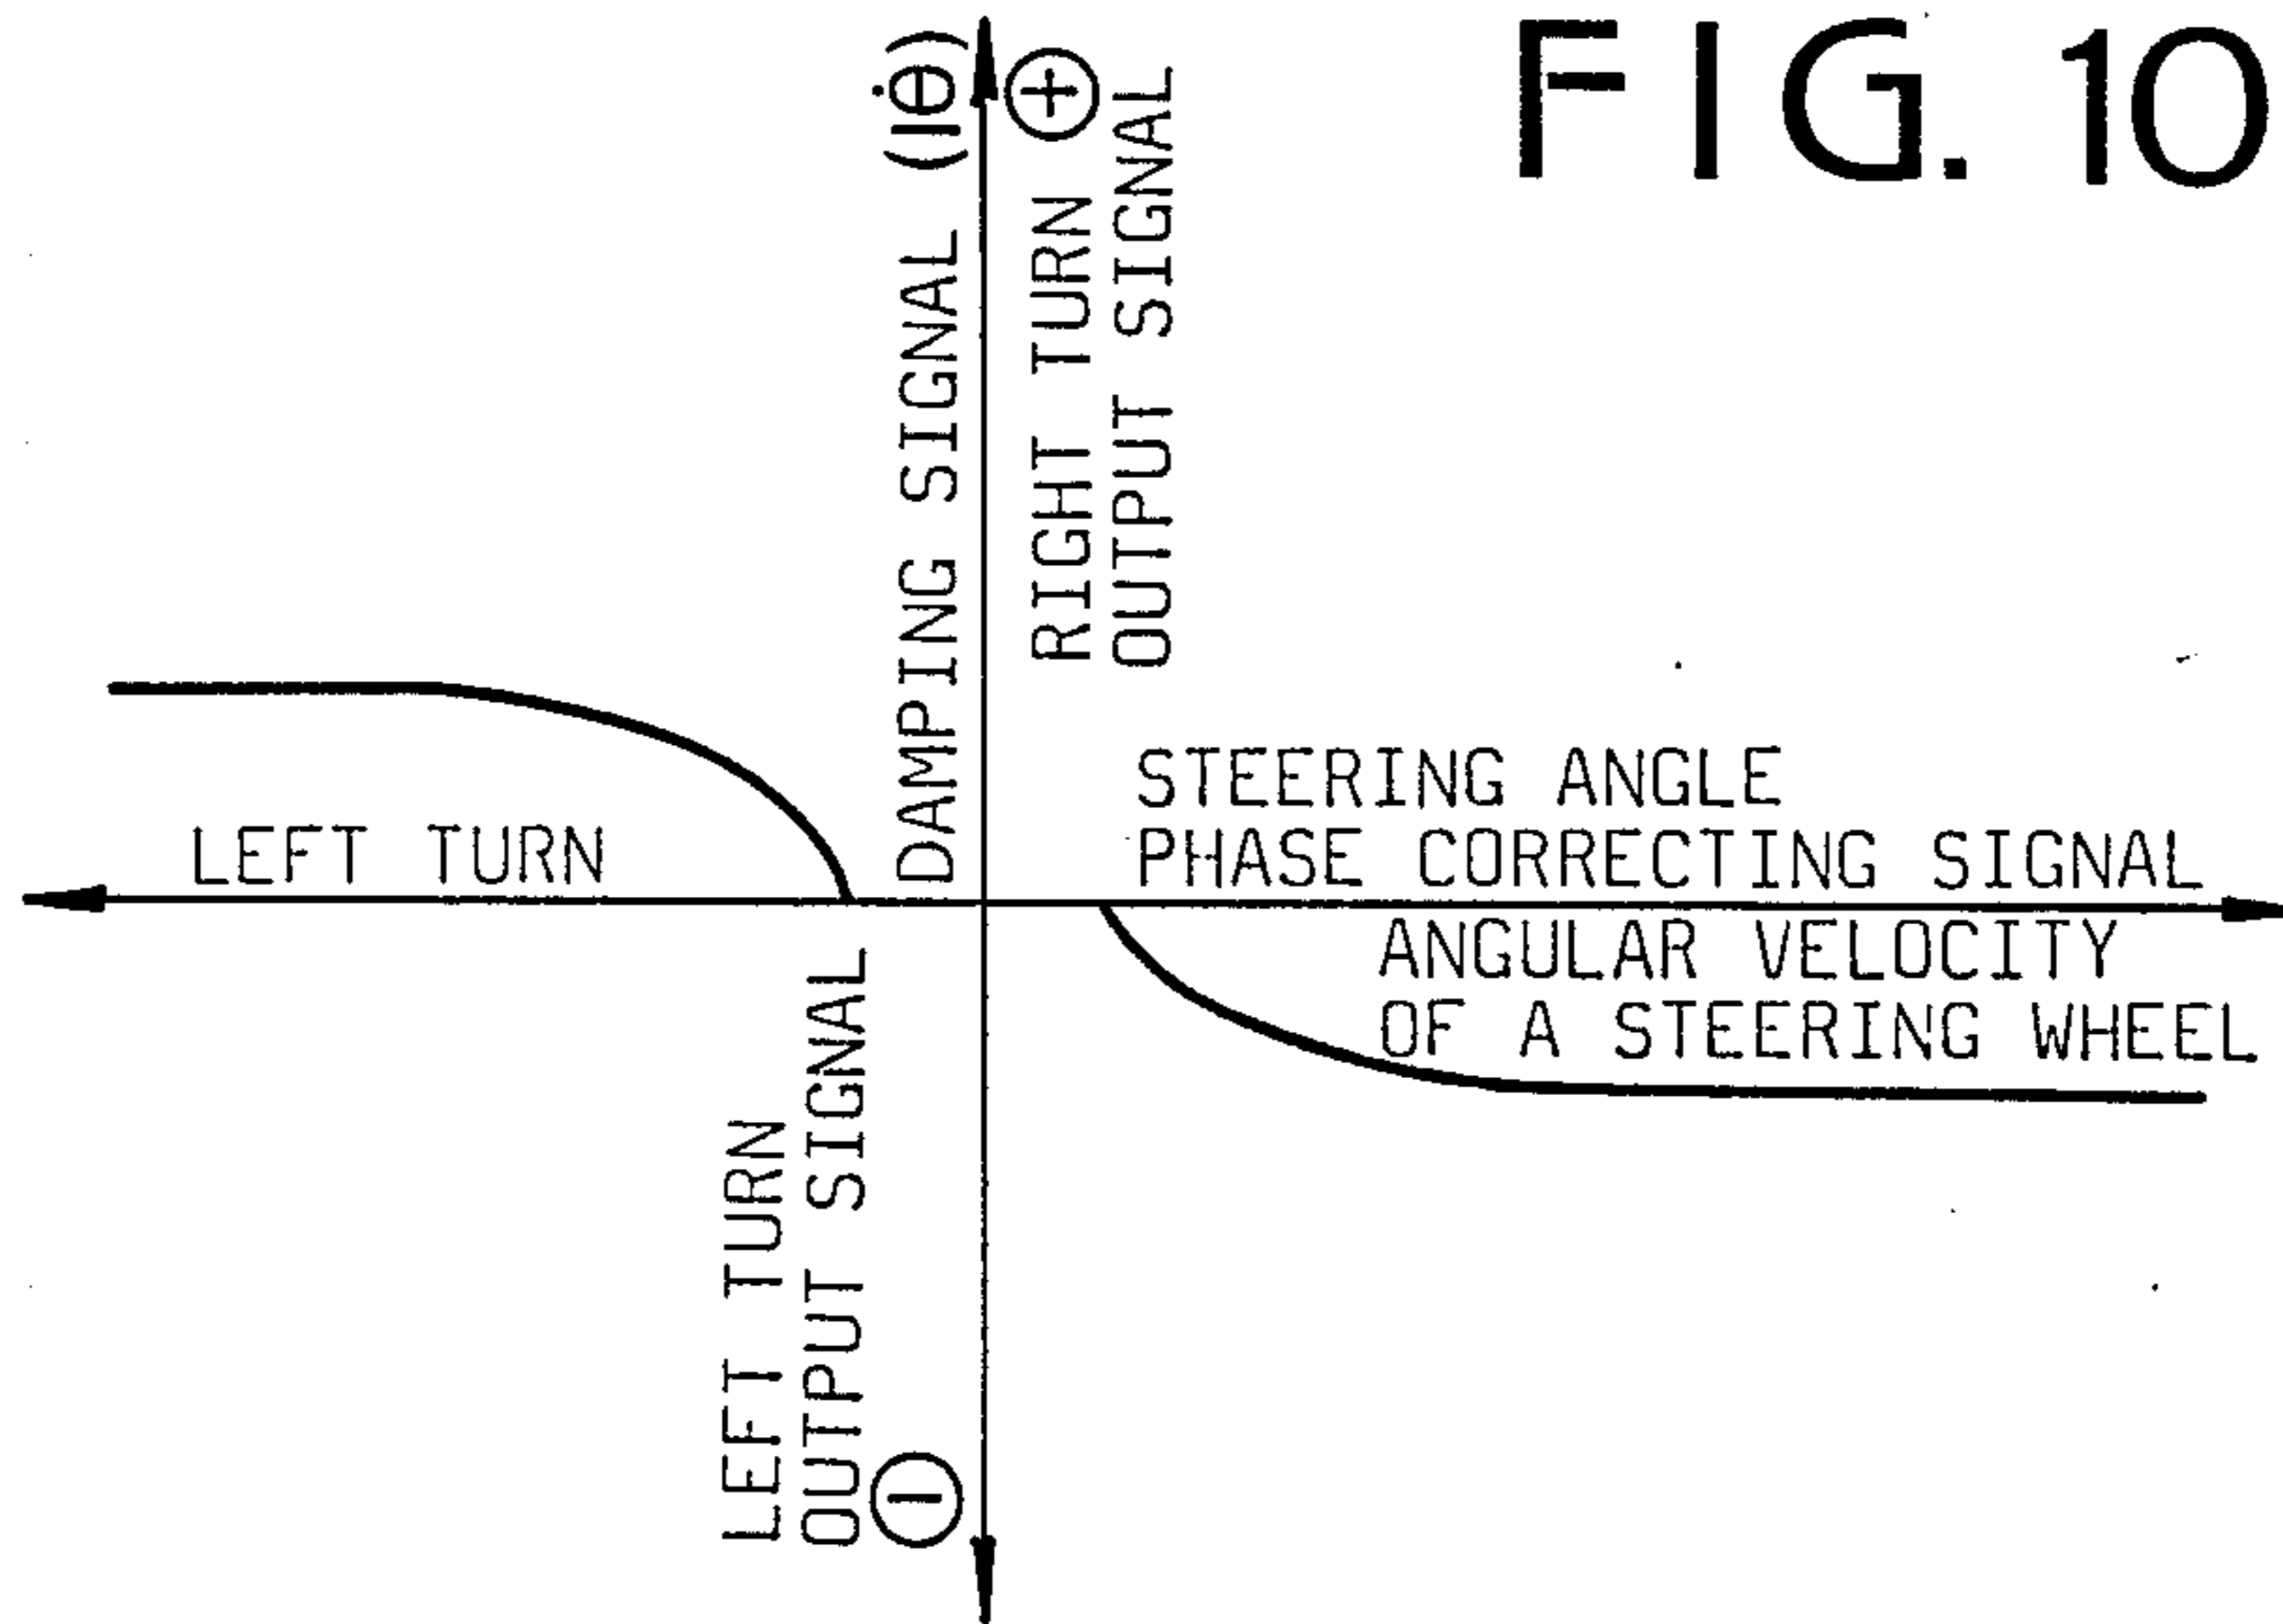 FIG. 10
DAMPING SIGNAL (Iθ̇)
⊕
RIGHT TURN
OUTPUT SIGNAL
LEFT TURN
STEERING ANGLE
PHASE CORRECTING SIGNAL
ANGULAR VELOCITY
OF A STEERING WHEEL
LEFT TURN
OUTPUT SIGNAL
⊖